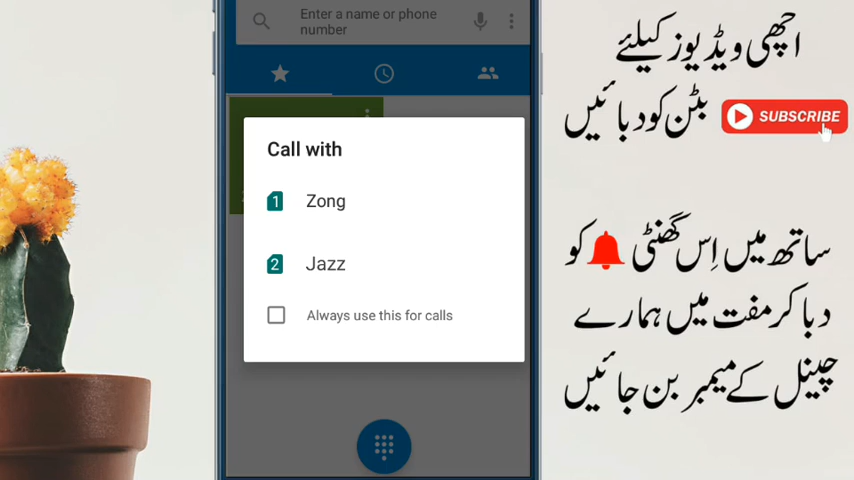 Enter a name or phone
number
Call with
1 Zong
2 Jazz
Always use this for calls
اچھی ویڈیوز کیلئے
بٹن کو دبائیں SUBSCRIBE
ساتھ میں اِس گھنٹی کو
دبا کر مفت میں ہمارے
چینل کے میمبر بن جائیں